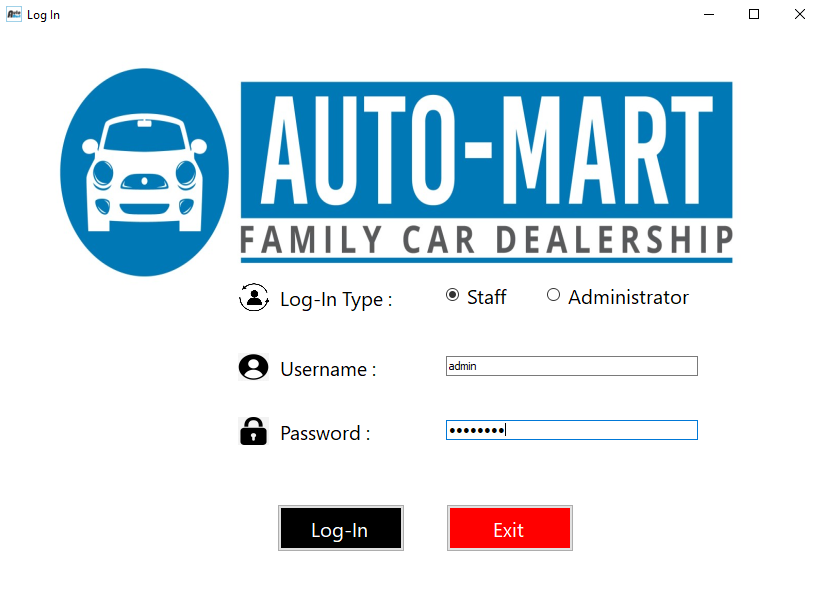 Log In
AUTO-MART
FAMILY CAR DEALERSHIP
Log-In Type : Staff Administrator
Username : admin
Password : ••••••••
Log-In Exit